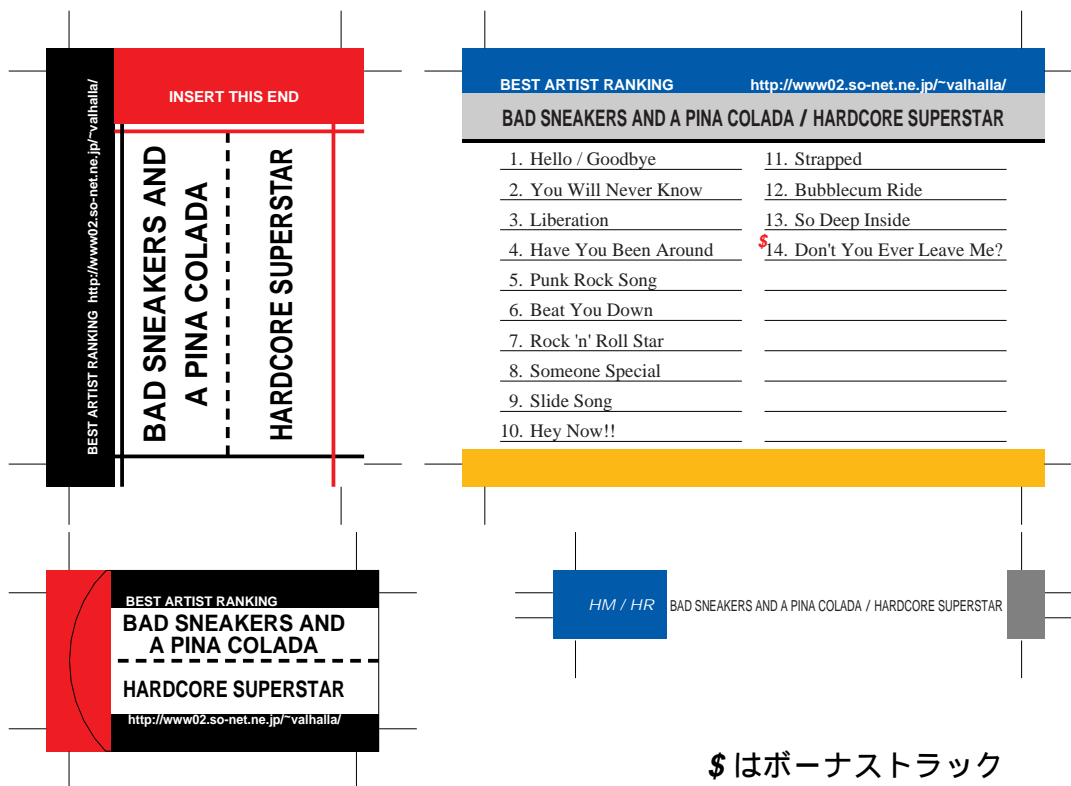 INSERT THIS END
BEST ARTIST RANKING http://www02.so-net.ne.jp/~valhalla/
BAD SNEAKERS AND
A PINA COLADA
HARDCORE SUPERSTAR
BEST ARTIST RANKING http://www02.so-net.ne.jp/~valhalla/
BAD SNEAKERS AND A PINA COLADA / HARDCORE SUPERSTAR
1. Hello / Goodbye
2. You Will Never Know
3. Liberation
4. Have You Been Around
5. Punk Rock Song
6. Beat You Down
7. Rock 'n' Roll Star
8. Someone Special
9. Slide Song
10. Hey Now!!
11. Strapped
12. Bubblecum Ride
13. So Deep Inside
$14. Don't You Ever Leave Me?
BEST ARTIST RANKING
BAD SNEAKERS AND
A PINA COLADA
HARDCORE SUPERSTAR
http://www02.so-net.ne.jp/~valhalla/
HM / HR BAD SNEAKERS AND A PINA COLADA / HARDCORE SUPERSTAR
$はボーナストラック